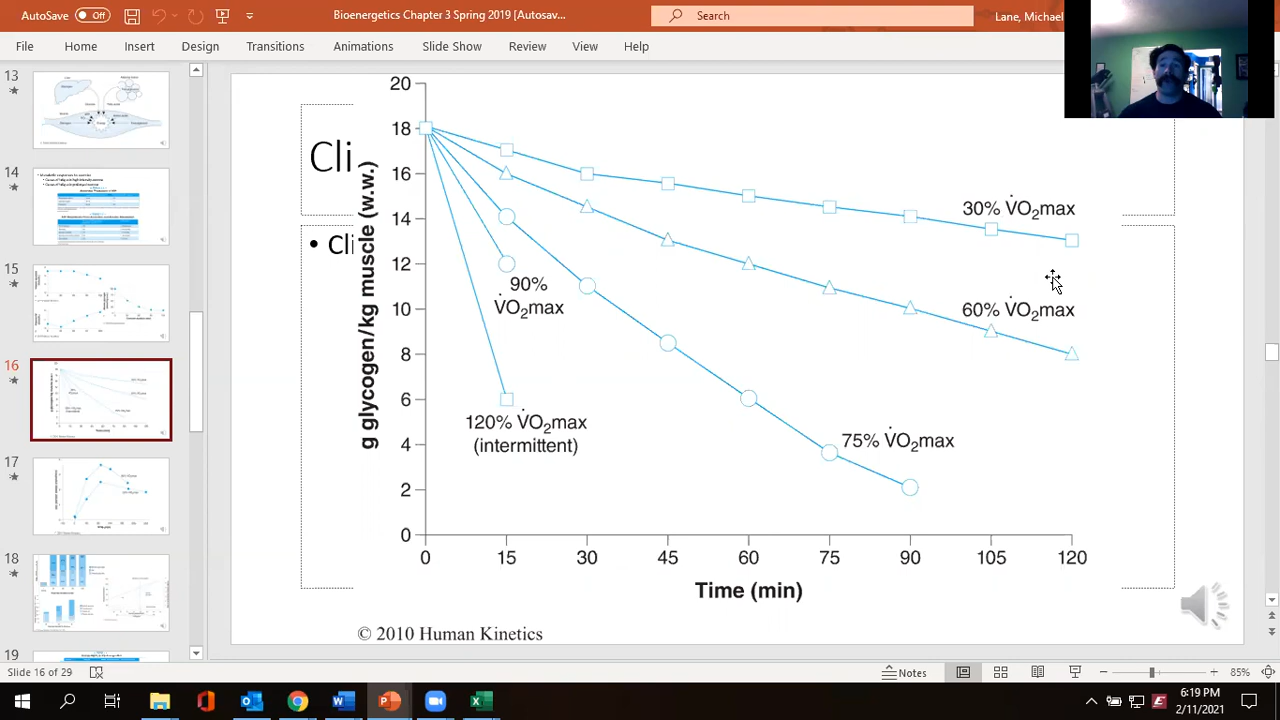 AutoSave Off
Bioenergetics Chapter 3 Spring 2019 [Autosav...
Search
Lane, Michael
File Home Insert Design Transitions Animations Slide Show Review View Help
13
14
15
16
17
18
19
Cli
• Cli
g glycogen/kg muscle (w.w.)
20
18
16
14
12
10
8
6
4
2
0
30% V̇O2max
60% V̇O2max
90%
V̇O2max
120% V̇O2max
(intermittent)
75% V̇O2max
0 15 30 45 60 75 90 105 120
Time (min)
© 2010 Human Kinetics
Slide 16 of 29
Notes
85%
6:19 PM
2/11/2021